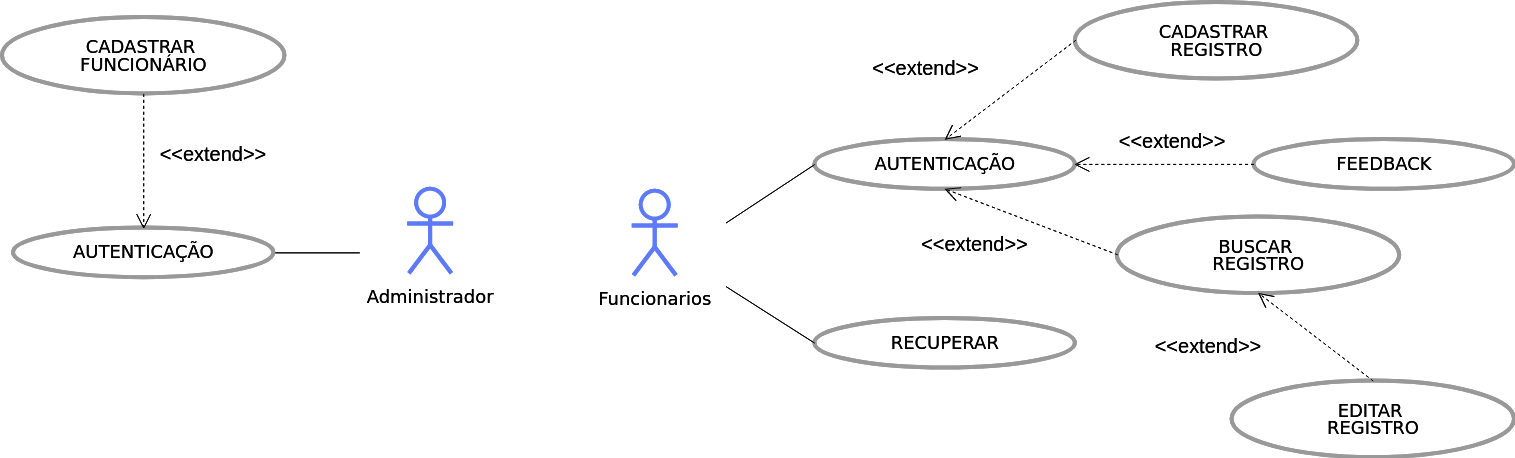 CADASTRAR
FUNCIONÁRIO
<<extend>>
AUTENTICAÇÃO
Administrador
Funcionarios
CADASTRAR
REGISTRO
<<extend>>
<<extend>>
AUTENTICAÇÃO
FEEDBACK
<<extend>>
BUSCAR
REGISTRO
RECUPERAR
<<extend>>
EDITAR
REGISTRO